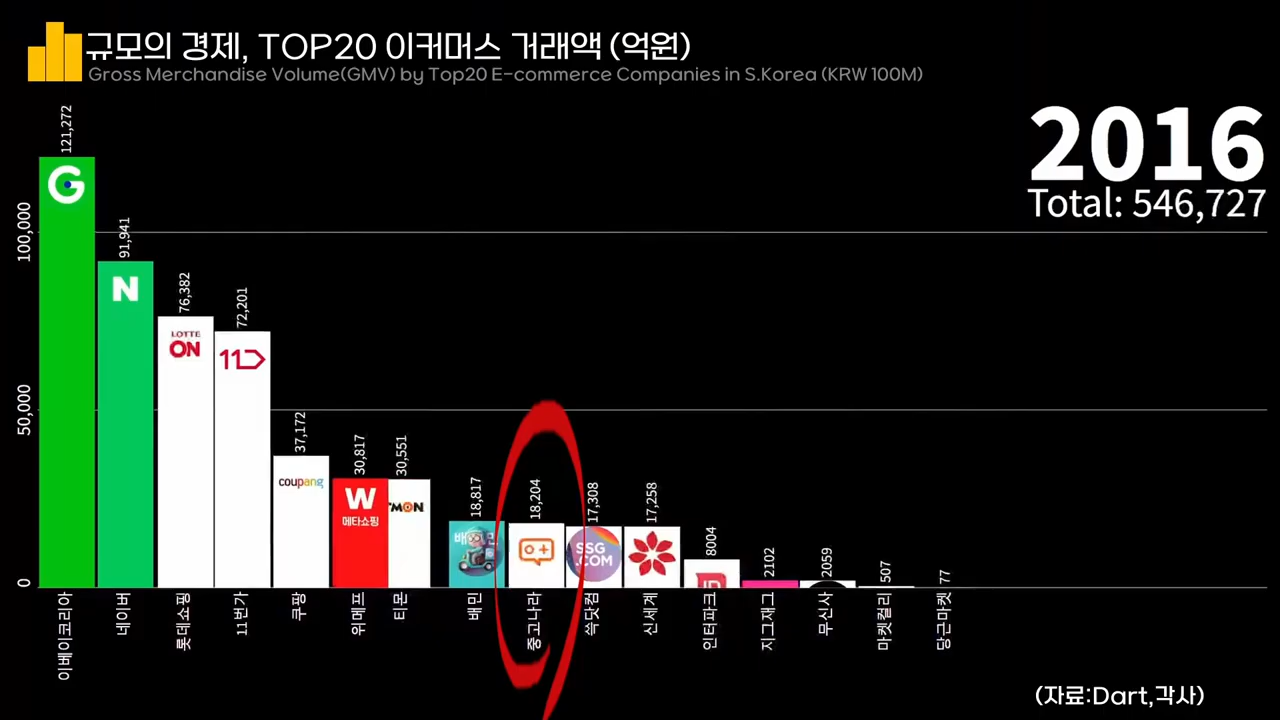 규모의 경제, TOP20 이커머스 거래액 (억원)
Gross Merchandise Volume(GMV) by Top20 E-commerce Companies in S.Korea (KRW 100M)
2016
Total: 546,727
100,000
50,000
0
121,272
91,941
76,382
72,201
37,172
30,817
30,551
18,817
18,204
17,308
17,258
8004
2102
2059
507
77
G
N
LOTTE
ON
11
coupang
W
메타쇼핑
TMON
SSG
.COM
이베이코리아
네이버
롯데쇼핑
11번가
쿠팡
위메프
티몬
배민
중고나라
쓱닷컴
신세계
인터파크
지그재그
무신사
마켓컬리
당근마켓
(자료:Dart,각사)